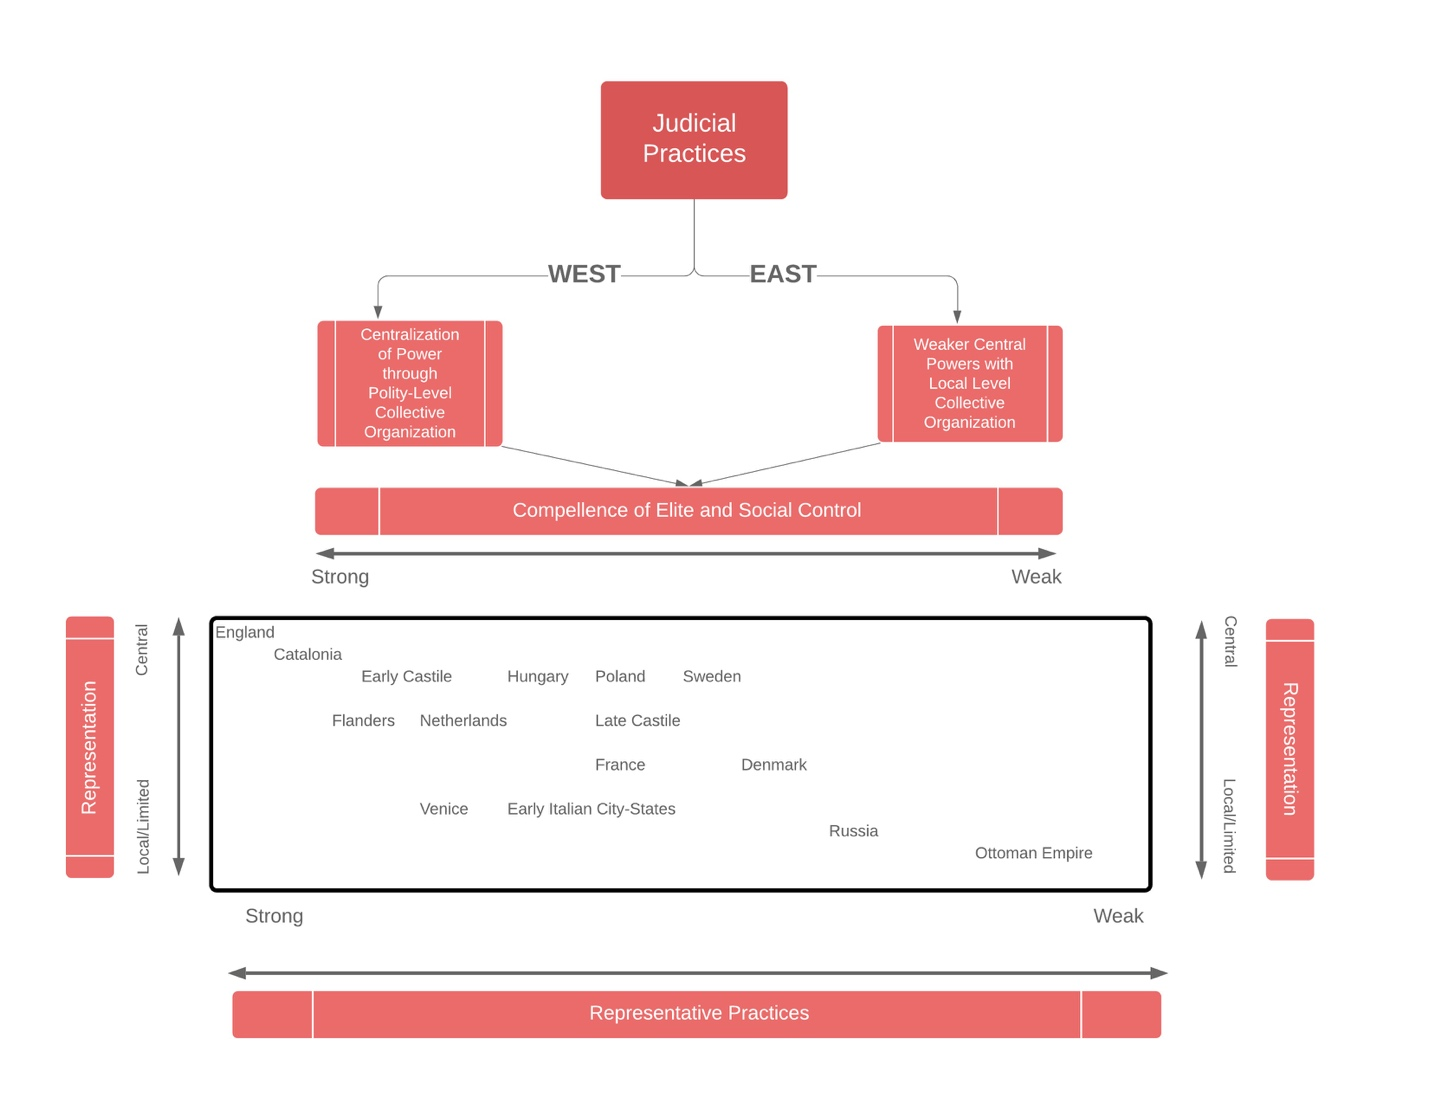 Judicial
Practices
WEST
EAST
Centralization
of Power
through
Polity-Level
Collective
Organization
Weaker Central
Powers with
Local Level
Collective
Organization
Compellence of Elite and Social Control
Strong
Weak
Representation
Central
Local/Limited
England
Catalonia
Early Castile
Hungary
Poland
Sweden
Flanders
Netherlands
Late Castile
France
Denmark
Venice
Early Italian City-States
Russia
Ottoman Empire
Central
Local/Limited
Representation
Strong
Weak
Representative Practices